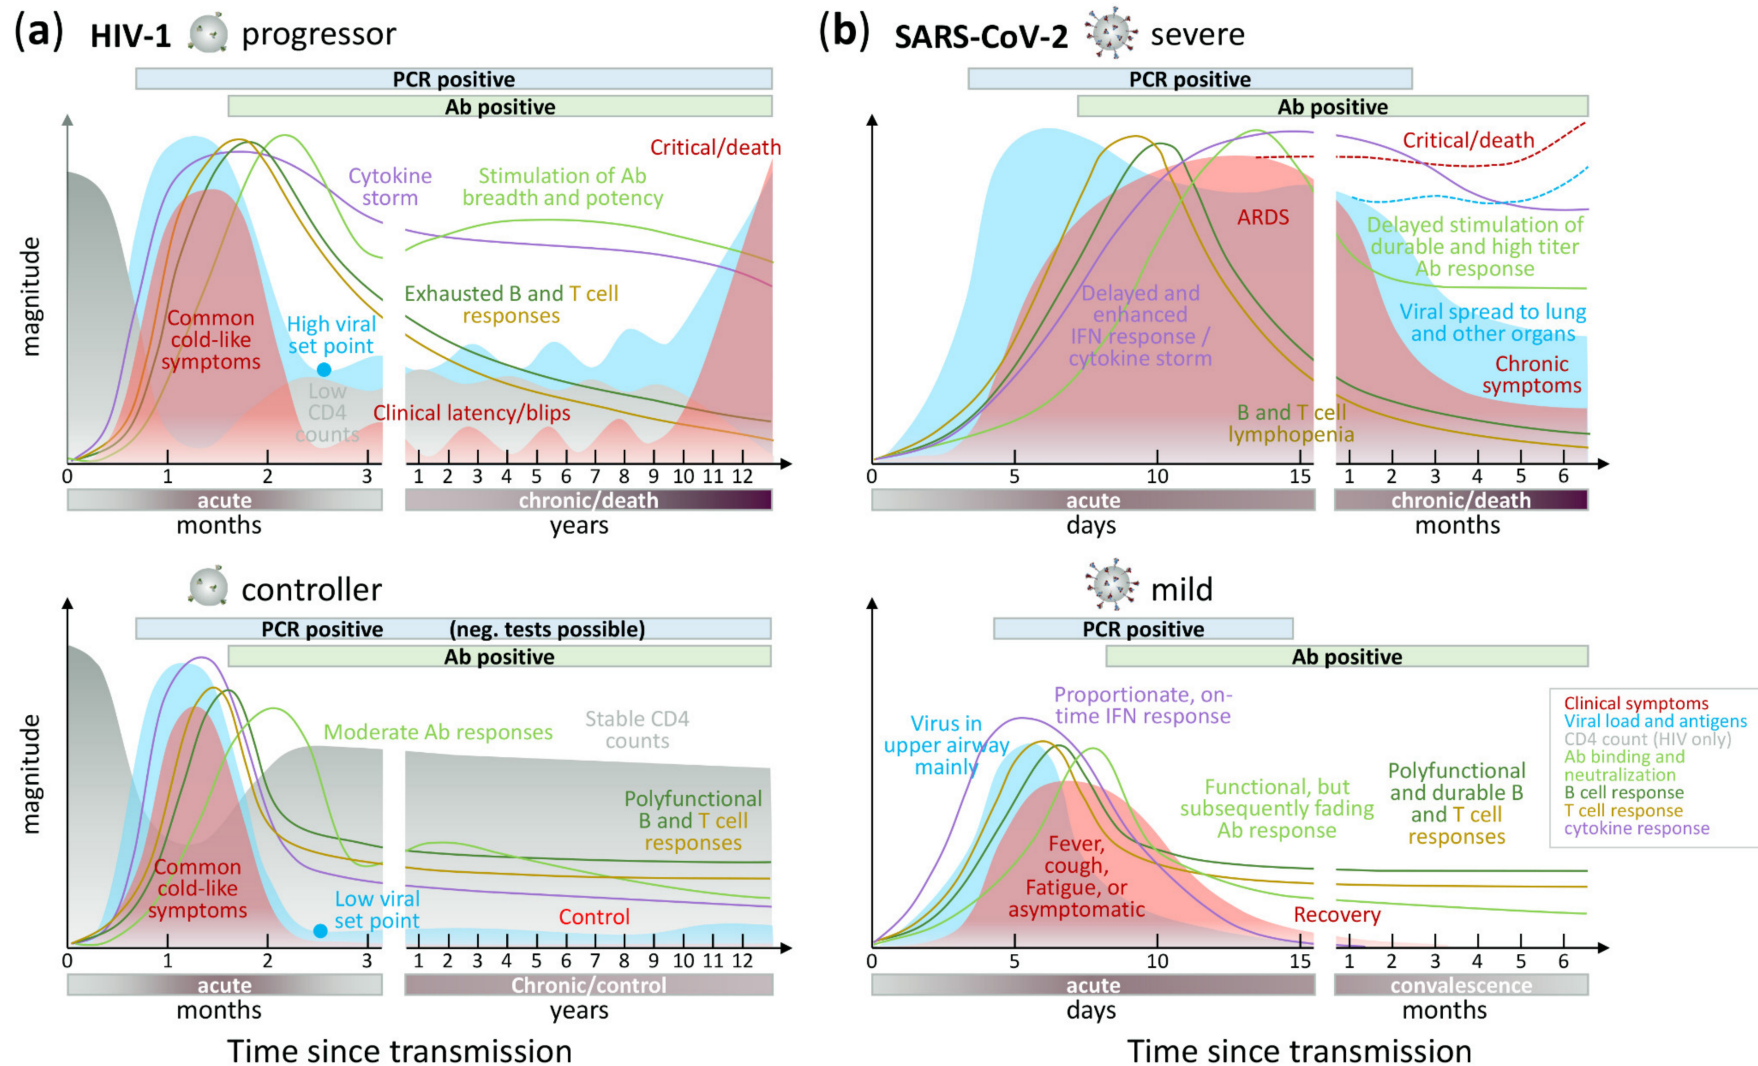 (a) HIV-1 progressor
PCR positive
Ab positive
magnitude
Critical/death
Cytokine
storm
Stimulation of Ab
breadth and potency
Exhausted B and T cell
responses
Common
cold-like
symptoms
High viral
set point
Low
CD4
counts
Clinical latency/blips
0 1 2 3 1 2 3 4 5 6 7 8 9 10 11 12
acute chronic/death
months years
controller
PCR positive (neg. tests possible)
Ab positive
magnitude
Moderate Ab responses
Stable CD4
counts
Polyfunctional
B and T cell
responses
Common
cold-like
symptoms
Low viral
set point
Control
0 1 2 3 1 2 3 4 5 6 7 8 9 10 11 12
acute Chronic/control
months years
Time since transmission
(b) SARS-CoV-2 severe
PCR positive
Ab positive
Critical/death
ARDS
Delayed stimulation of
durable and high titer
Ab response
Delayed and
enhanced
IFN response /
cytokine storm
Viral spread to lung
and other organs
Chronic
symptoms
B and T cell
lymphopenia
0 5 10 15 1 2 3 4 5 6
acute chronic/death
days months
mild
PCR positive
Ab positive
Proportionate, on-
time IFN response
Virus in
upper airway
mainly
Functional, but
subsequently fading
Ab response
Polyfunctional
and durable B
and T cell
responses
Fever,
cough,
Fatigue, or
asymptomatic
Recovery
Clinical symptoms
Viral load and antigens
CD4 count (HIV only)
Ab binding and
neutralization
B cell response
T cell response
cytokine response
0 5 10 15 1 2 3 4 5 6
acute convalescence
days months
Time since transmission